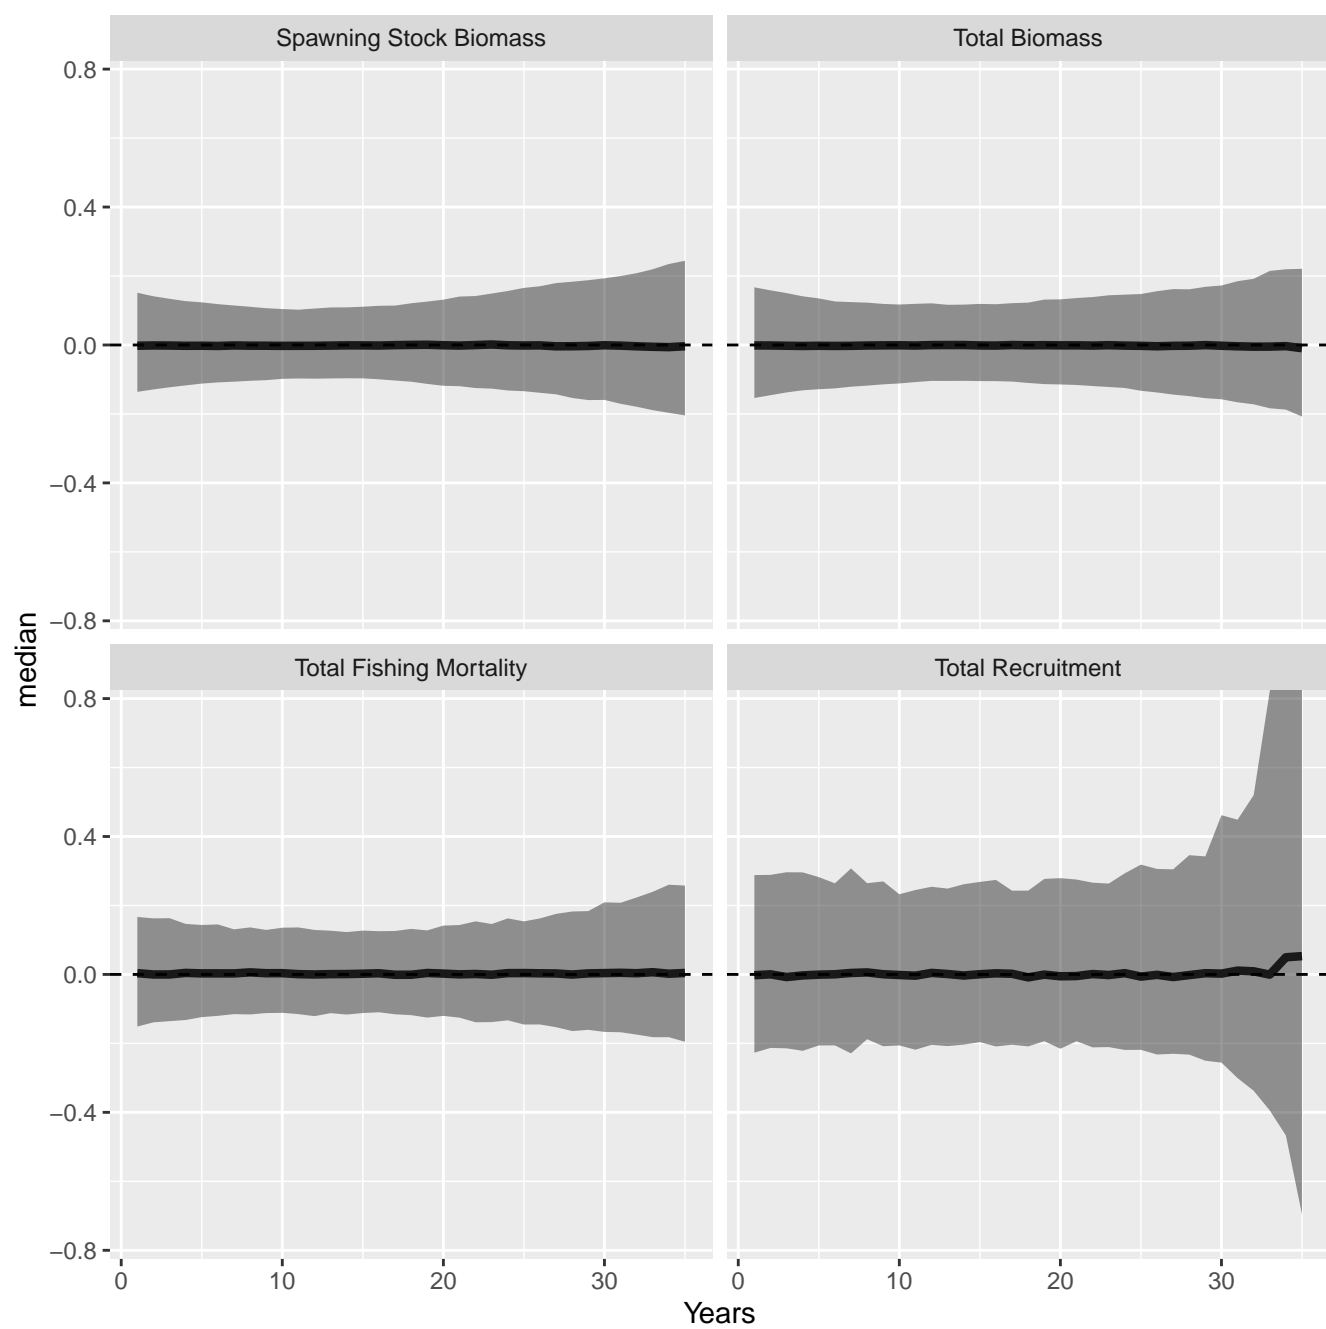 Spawning Stock Biomass
Total Biomass
0.8
0.4
0.0
−0.4
−0.8
median
Total Fishing Mortality
Total Recruitment
0.8
0.4
0.0
−0.4
−0.8
0 10 20 30
0 10 20 30
Years